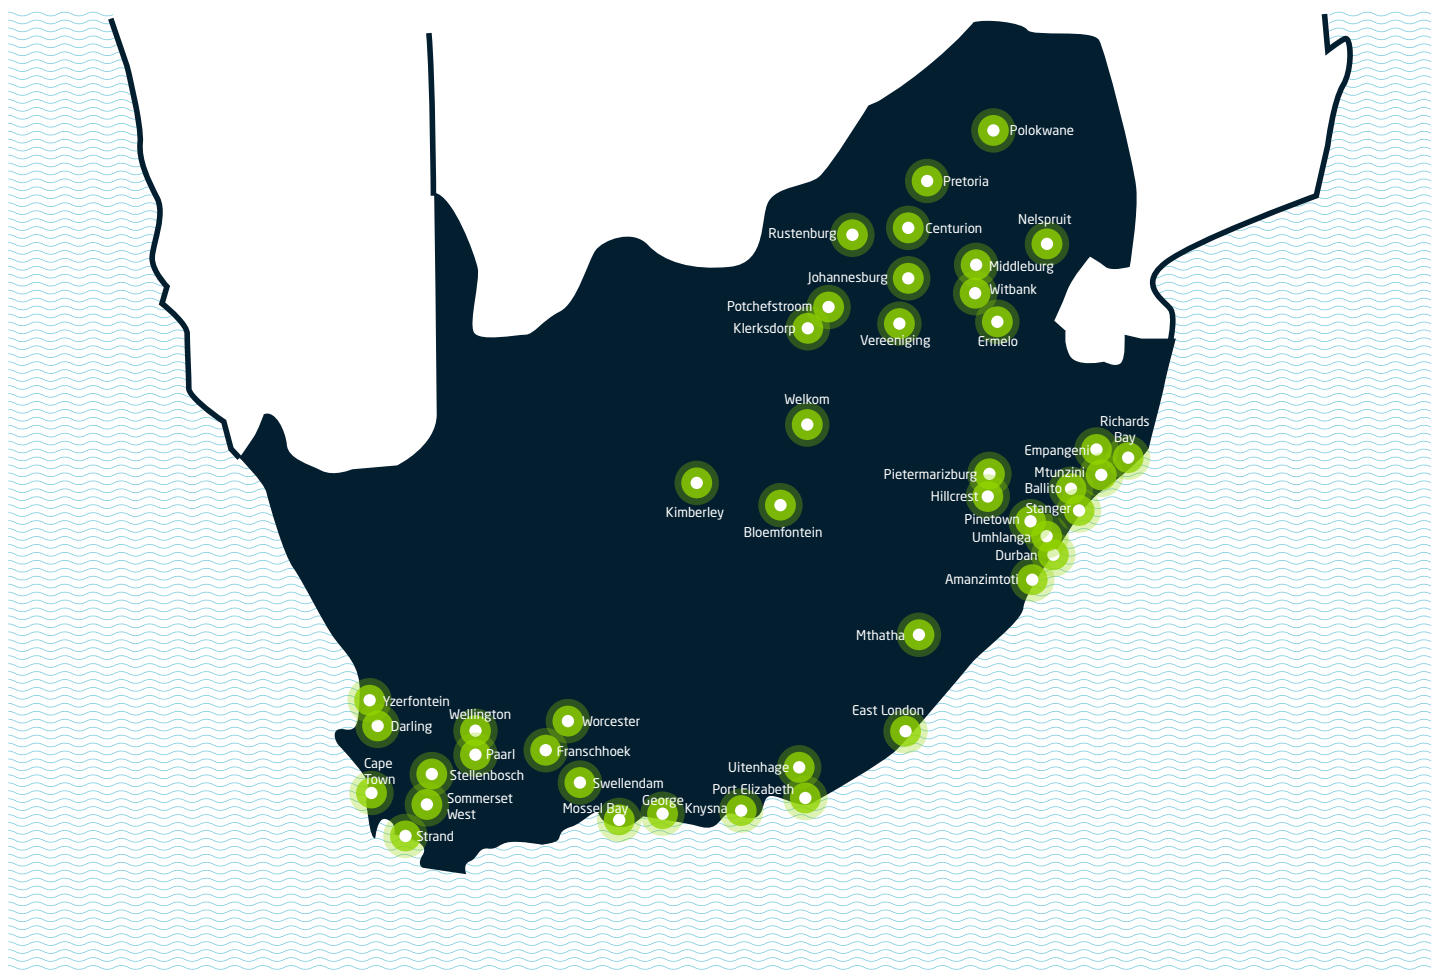 Polokwane
Pretoria
Nelspruit
Centurion
Rustenburg
Middleburg
Johannesburg
Witbank
Potchefstroom
Klerksdorp
Vereeniging
Ermelo
Welkom
Richards
Bay
Empangeni
Mtunzini
Pietermarizburg
Ballito
Hillcrest
Stanger
Kimberley
Pinetown
Bloemfontein
Umhlanga
Durban
Amanzimtoti
Mthatha
Yzerfontein
East London
Wellington
Worcester
Darling
Franschhoek
Paarl
Cape
Town
Uitenhage
Stellenbosch
Swellendam
Port Elizabeth
Sommerset
West
George
Mossel Bay
Knysna
Strand